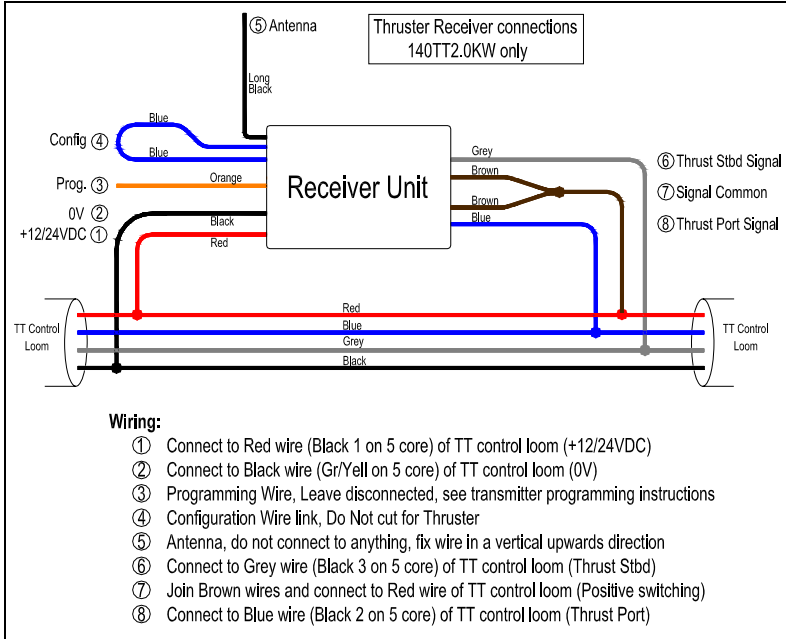 ⑤ Antenna
Thruster Receiver connections
140TT2.0KW only
Long
Black
Blue
Config ④
Blue
Prog. ③
Orange
0V ②
Black
+12/24VDC ①
Red
Receiver Unit
Grey
⑥ Thrust Stbd Signal
Brown
⑦ Signal Common
Brown
Blue
⑧ Thrust Port Signal
Red
TT Control
Loom
Blue
Grey
Black
TT Control
Loom
Wiring:
① Connect to Red wire (Black 1 on 5 core) of TT control loom (+12/24VDC)
② Connect to Black wire (Gr/Yell on 5 core) of TT control loom (0V)
③ Programming Wire, Leave disconnected, see transmitter programming instructions
④ Configuration Wire link, Do Not cut for Thruster
⑤ Antenna, do not connect to anything, fix wire in a vertical upwards direction
⑥ Connect to Grey wire (Black 3 on 5 core) of TT control loom (Thrust Stbd)
⑦ Join Brown wires and connect to Red wire of TT control loom (Positive switching)
⑧ Connect to Blue wire (Black 2 on 5 core) of TT control loom (Thrust Port)